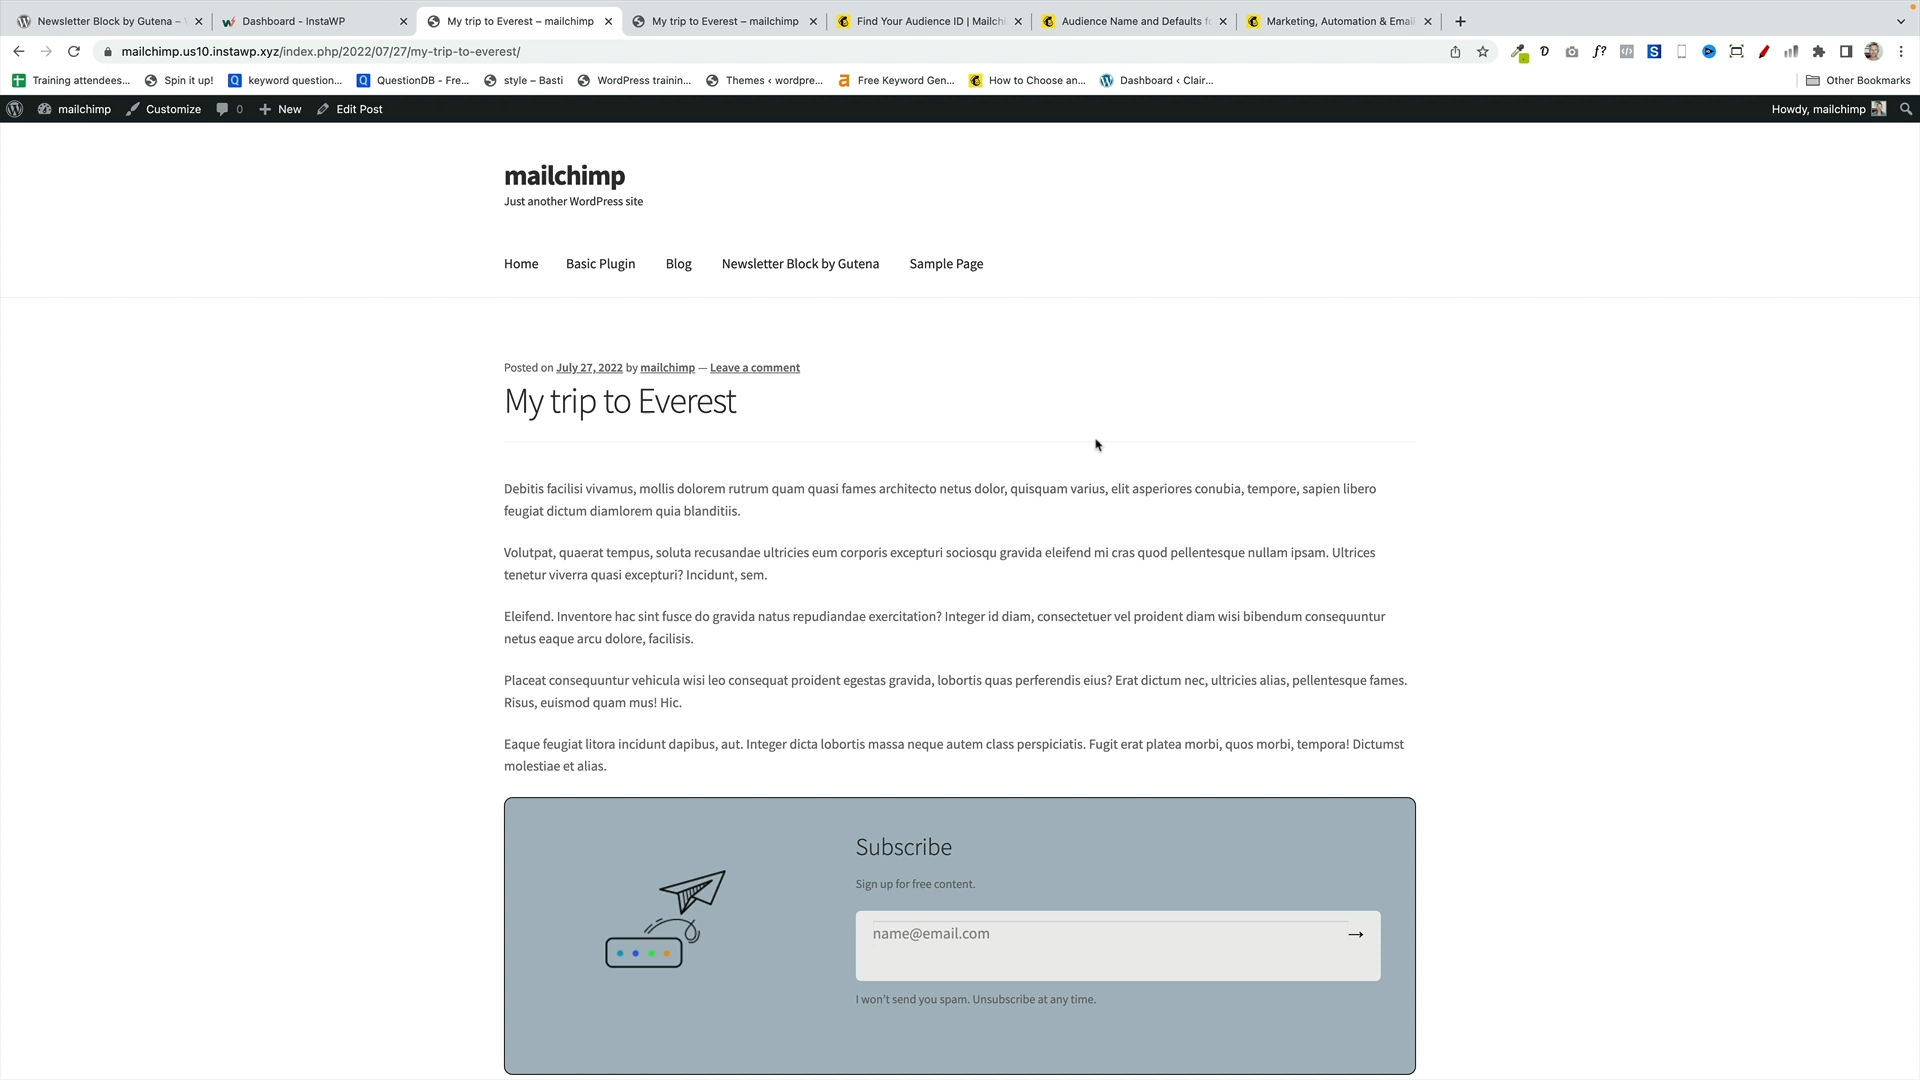 Newsletter Block by Gutena –
Dashboard - InstaWP
My trip to Everest – mailchimp
My trip to Everest – mailchimp
Find Your Audience ID | Mailchi
Audience Name and Defaults f
Marketing, Automation & Email
mailchimp.us10.instawp.xyz/index.php/2022/07/27/my-trip-to-everest/
Training attendees...
Spin it up!
keyword question...
QuestionDB - Fre...
style – Basti
WordPress trainin...
Themes ‹ wordpre...
Free Keyword Gen...
How to Choose an...
Dashboard ‹ Clair...
Other Bookmarks
mailchimp
Customize
0
New
Edit Post
Howdy, mailchimp
mailchimp
Just another WordPress site
Home
Basic Plugin
Blog
Newsletter Block by Gutena
Sample Page
Posted on July 27, 2022 by mailchimp — Leave a comment
My trip to Everest
Debitis facilisi vivamus, mollis dolorem rutrum quam quasi fames architecto netus dolor, quisquam varius, elit asperiores conubia, tempore, sapien libero
feugiat dictum diamlorem quia blanditiis.
Volutpat, quaerat tempus, soluta recusandae ultricies eum corporis excepturi sociosqu gravida eleifend mi cras quod pellentesque nullam ipsam. Ultrices
tenetur viverra quasi excepturi? Incidunt, sem.
Eleifend. Inventore hac sint fusce do gravida natus repudiandae exercitation? Integer id diam, consectetuer vel proident diam wisi bibendum consequuntur
netus eaque arcu dolore, facilisis.
Placeat consequuntur vehicula wisi leo consequat proident egestas gravida, lobortis quas perferendis eius? Erat dictum nec, ultricies alias, pellentesque fames.
Risus, euismod quam mus! Hic.
Eaque feugiat litora incidunt dapibus, aut. Integer dicta lobortis massa neque autem class perspiciatis. Fugit erat platea morbi, quos morbi, tempora! Dictumst
molestiae et alias.
Subscribe
Sign up for free content.
name@email.com →
I won't send you spam. Unsubscribe at any time.